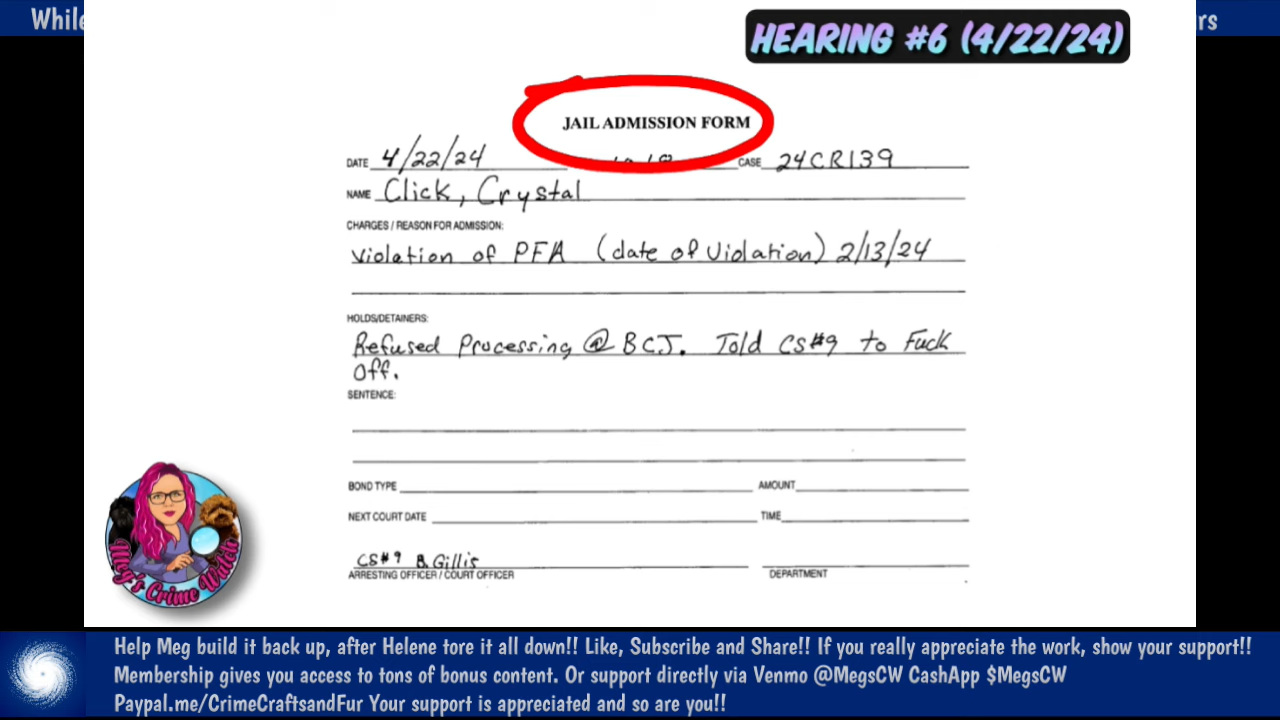 While
HEARING #6 (4/22/24)
rs
JAIL ADMISSION FORM
DATE 4/22/24 CASE 24CR139
NAME Click, Crystal
CHARGES / REASON FOR ADMISSION:
Violation of PFA (date of Violation) 2/13/24
HOLDS/DETAINERS:
Refused Processing @ BCJ. Told CS#9 to Fuck
Off.
SENTENCE:
BOND TYPE AMOUNT
NEXT COURT DATE TIME
CS#9 B. Gillis
ARRESTING OFFICER / COURT OFFICER DEPARTMENT
Meg's Crime Watch
Help Meg build it back up, after Helene tore it all down!! Like, Subscribe and Share!! If you really appreciate the work, show your support!!
Membership gives you access to tons of bonus content. Or support directly via Venmo @MegsCW CashApp $MegsCW
Paypal.me/CrimeCraftsandFur Your support is appreciated and so are you!!